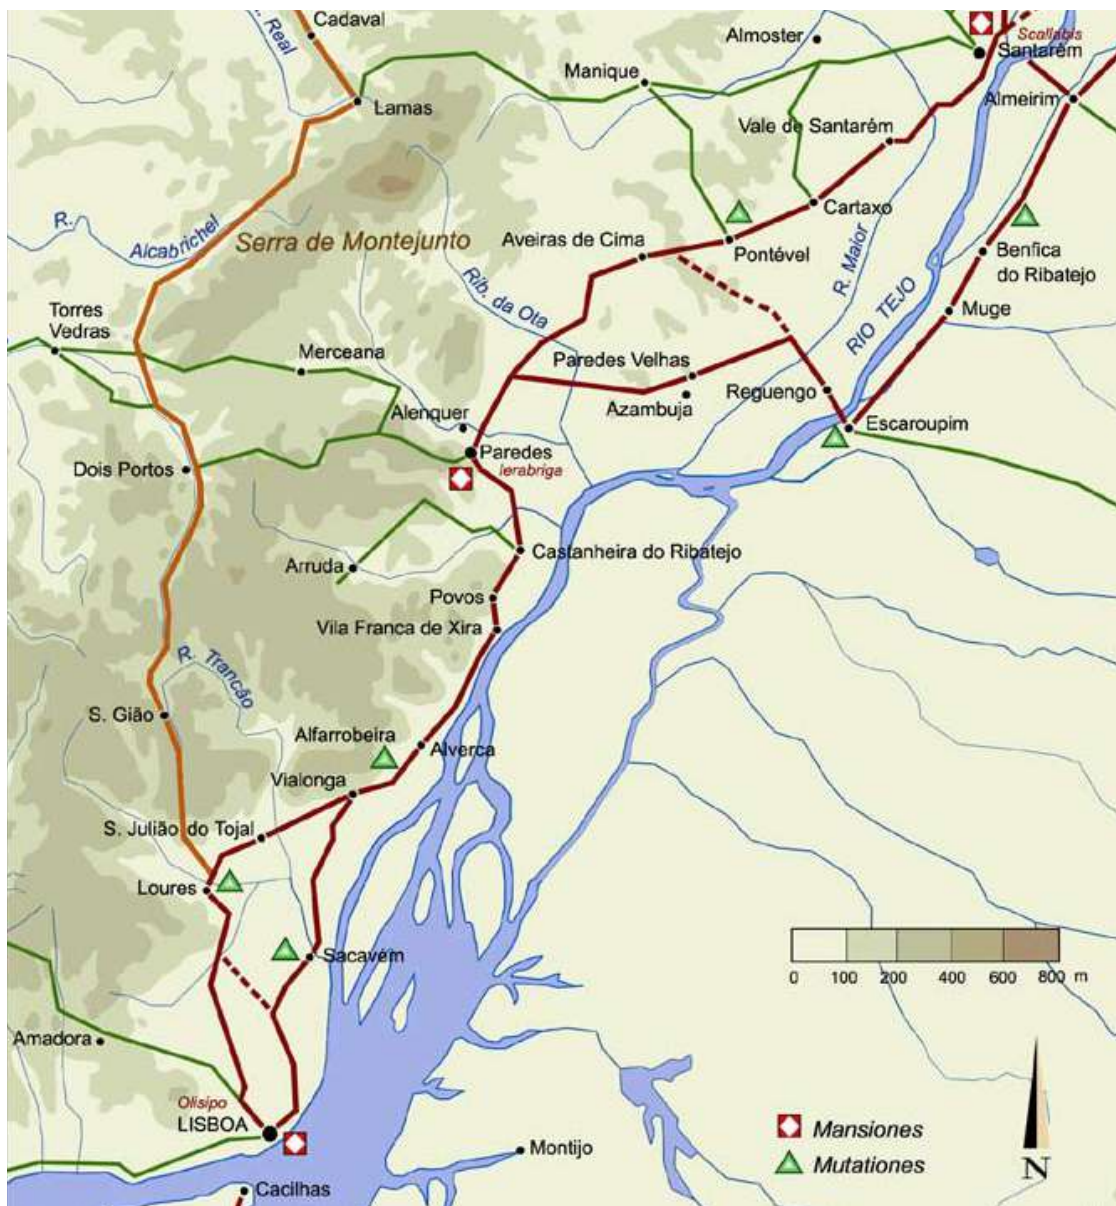 Cadaval
Real
Almoster
Scallabis
Santarém
Manique
Lamas
Almeirim
Vale de Santarém
R.
Alcabrichel
Serra de Montejunto
Cartaxo
Aveiras de Cima
Pontével
Benfica
do Ribatejo
Rib. da Ota
R. Maior
RIO TEJO
Torres
Vedras
Muge
Merceana
Paredes Velhas
Reguengo
Azambuja
Alenquer
Escaroupim
Paredes
Ierabriga
Dois Portos
Castanheira do Ribatejo
Arruda
Povos
Vila Franca de Xira
R. Trancão
S. Gião
Alfarrobeira
Alverca
Vialonga
S. Julião do Tojal
Loures
Sacavém
0 100 200 400 600 800 m
Amadora
Olisipo
LISBOA
Mansiones
Montijo
Mutationes
N
Cacilhas